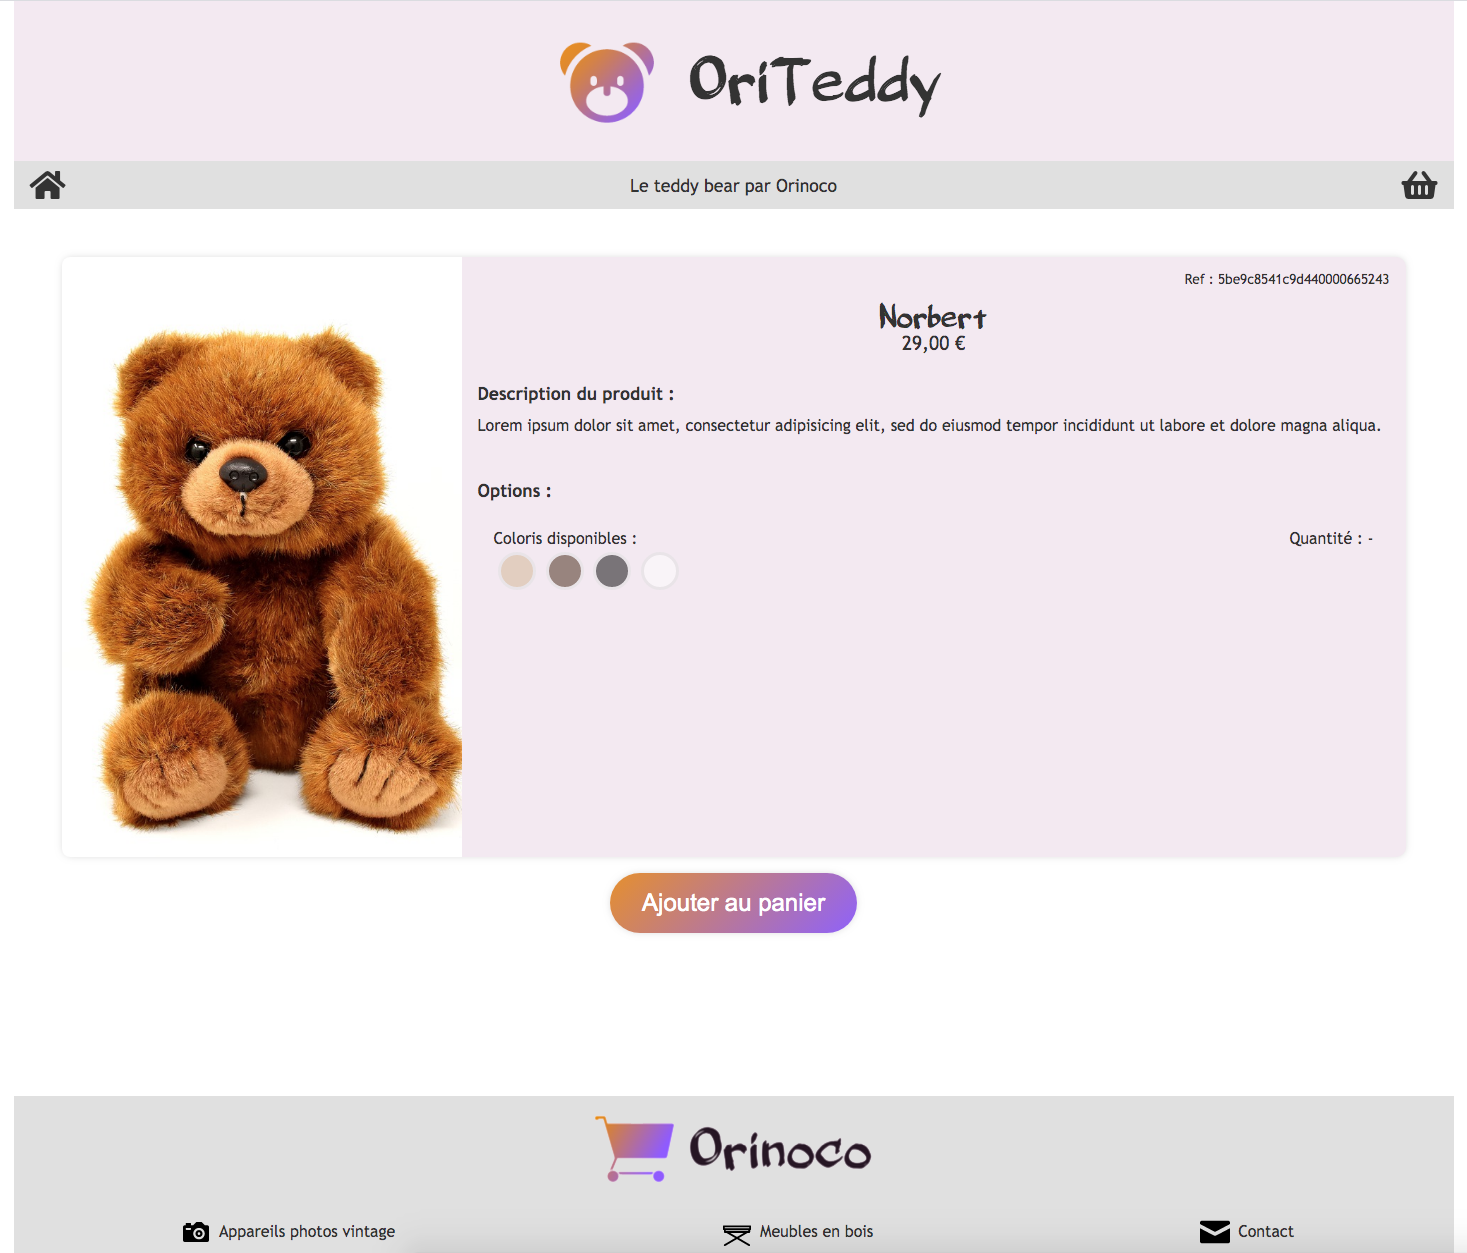 OriTeddy
Le teddy bear par Orinoco
Ref : 5be9c8541c9d440000665243
Norbert
29,00 €
Description du produit :
Lorem ipsum dolor sit amet, consectetur adipisicing elit, sed do eiusmod tempor incididunt ut labore et dolore magna aliqua.
Options :
Coloris disponibles :
Quantité : -
Ajouter au panier
Orinoco
Appareils photos vintage
Meubles en bois
Contact